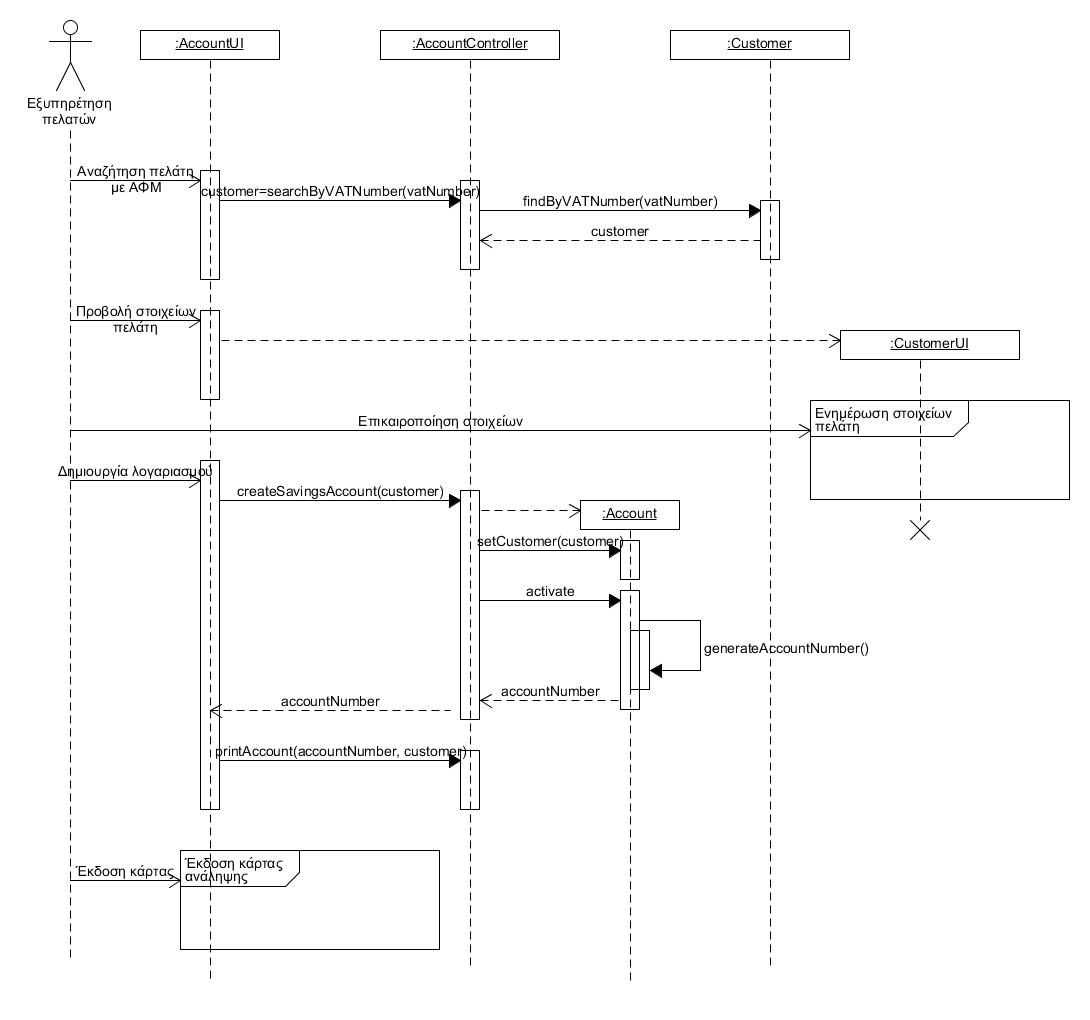 :AccountUI
:AccountController
:Customer
Εξυπηρέτηση
πελατών
Αναζήτηση πελάτη
με ΑΦΜ
customer=searchByVATNumber(vatNumber)
findByVATNumber(vatNumber)
customer
Προβολή στοιχείων
πελάτη
:CustomerUI
Επικαιροποίηση στοιχείων
Ενημέρωση στοιχείων
πελάτη
Δημιουργία λογαριασμού
createSavingsAccount(customer)
:Account
setCustomer(customer)
activate
generateAccountNumber()
accountNumber
accountNumber
printAccount(accountNumber, customer)
Έκδοση κάρτας
Έκδοση κάρτας
ανάληψης